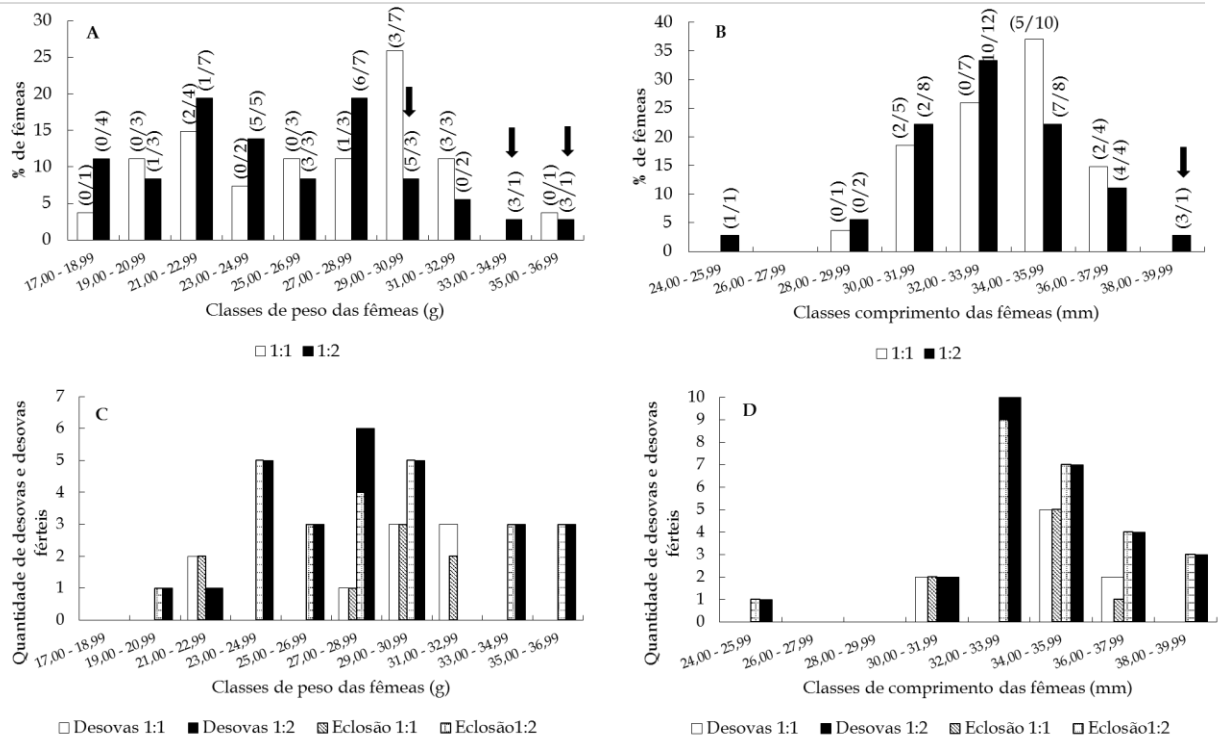 A
% de fêmeas
30
25
20
15
10
5
0
(0/1)
(0/4)
(0/3)
(1/3)
(2/4)
(1/7)
(0/2)
(5/5)
(0/3)
(3/3)
(1/3)
(6/7)
(3/7)
(5/3)
(3/3)
(0/2)
(3/1)
(0/1)
(3/1)
17,00 - 18,99
19,00 - 20,99
21,00 - 22,99
23,00 - 24,99
25,00 - 26,99
27,00 - 28,99
29,00 - 30,99
31,00 - 32,99
33,00 - 34,99
35,00 - 36,99
Classes de peso das fêmeas (g)
1:1 1:2
B
% de fêmeas
40
35
30
25
20
15
10
5
0
(1/1)
(0/1)
(0/2)
(2/5)
(2/8)
(0/7)
10/12)
(5/10)
(7/8)
(2/4)
(4/4)
(3/1)
24,00 - 25,99
26,00 - 27,99
28,00 - 29,99
30,00 - 31,99
32,00 - 33,99
34,00 - 35,99
36,00 - 37,99
38,00 - 39,99
Classes comprimento das fêmeas (mm)
1:1 1:2
C
Quantidade de desovas e desovas
férteis
7
6
5
4
3
2
1
0
17,00 - 18,99
19,00 - 20,99
21,00 - 22,99
23,00 - 24,99
25,00 - 26,99
27,00 - 28,99
29,00 - 30,99
31,00 - 32,99
33,00 - 34,99
35,00 - 36,99
Classes de peso das fêmeas (g)
Desovas 1:1 Desovas 1:2 Eclosão 1:1 Eclosão1:2
D
Quantidade de desovas e desovas
férteis
10
9
8
7
6
5
4
3
2
1
0
24,00 - 25,99
26,00 - 27,99
28,00 - 29,99
30,00 - 31,99
32,00 - 33,99
34,00 - 35,99
36,00 - 37,99
38,00 - 39,99
Classes de comprimento das fêmeas (mm)
Desovas 1:1 Desovas 1:2 Eclosão 1:1 Eclosão1:2